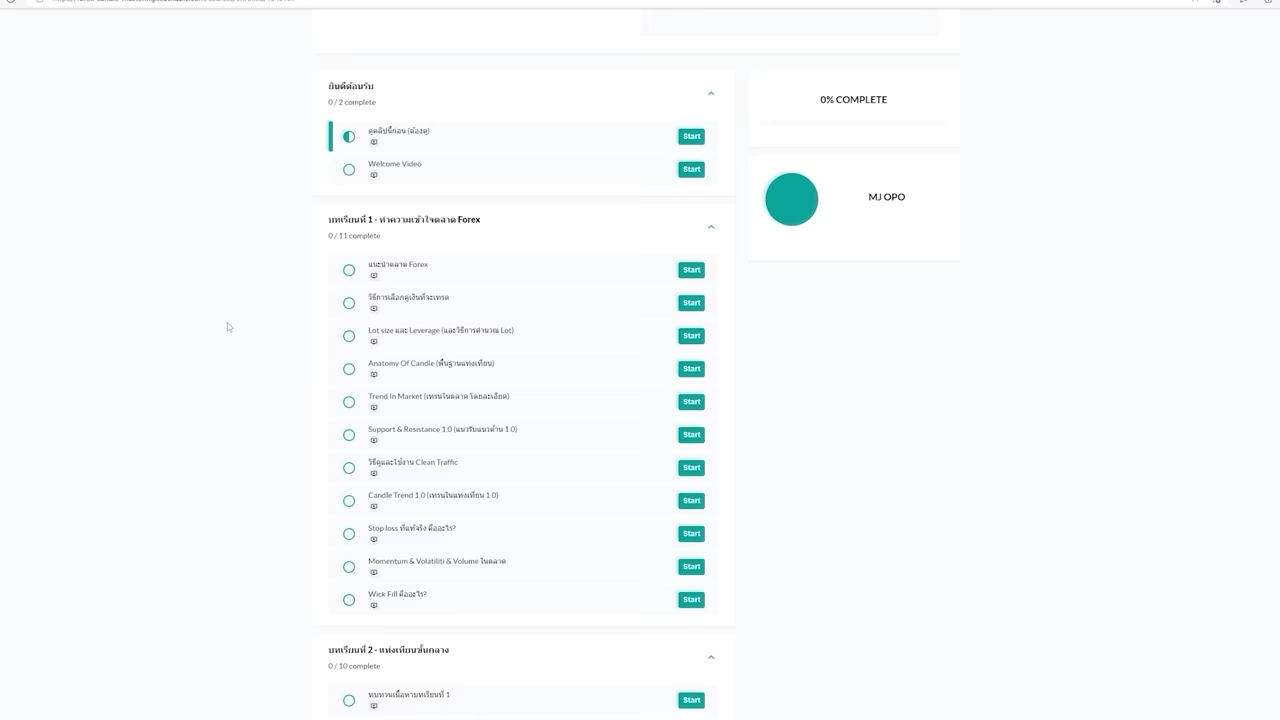 ยินดีต้อนรับ
0 / 2 complete
ดูคลิปนี้ก่อน (ต้องดู)
Start
Welcome Video
Start
บทเรียนที่ 1 - ทำความเข้าใจตลาด Forex
0 / 11 complete
แนะนำตลาด Forex
Start
วิธีการเลือกคู่เงินที่จะเทรด
Start
Lot size และ Leverage (และวิธีการคำนวณ Lot)
Start
Anatomy Of Candle (พื้นฐานแท่งเทียน)
Start
Trend In Market (เทรนในตลาด โดยละเอียด)
Start
Support & Resistance 1.0 (แนวรับแนวต้าน 1.0)
Start
วิธีดูและใช้งาน Clean Traffic
Start
Candle Trend 1.0 (เทรนในแท่งเทียน 1.0)
Start
Stop loss ที่แท้จริง คืออะไร?
Start
Momentum & Volatiliti & Volume ในตลาด
Start
Wick Fill คืออะไร?
Start
บทเรียนที่ 2 - แท่งเทียนขั้นกลาง
0 / 10 complete
ทบทวนเนื้อหาบทเรียนที่ 1
Start
0% COMPLETE
MJ OPO